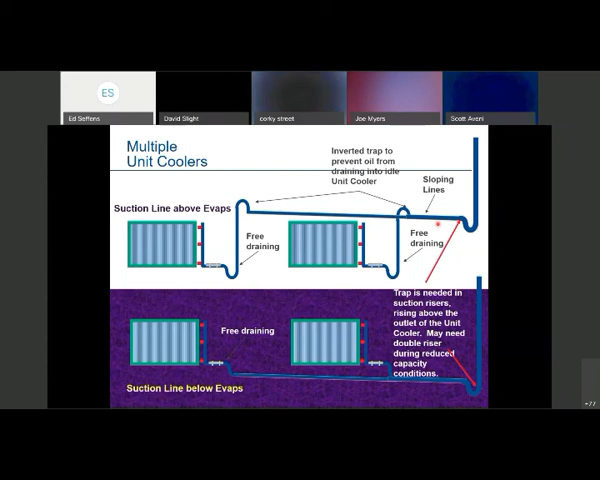 ES
Ed Seffens
David Slight
corky street
Joe Myers
Scott Aveni
Multiple
Unit Coolers
Inverted trap to
prevent oil from
draining into idle
Unit Cooler
Sloping
Lines
Suction Line above Evaps
Free
draining
Free
draining
Trap is needed in
suction risers,
rising above the
outlet of the Unit
Cooler. May need
double riser
during reduced
capacity
conditions.
Free draining
Suction Line below Evaps
+77